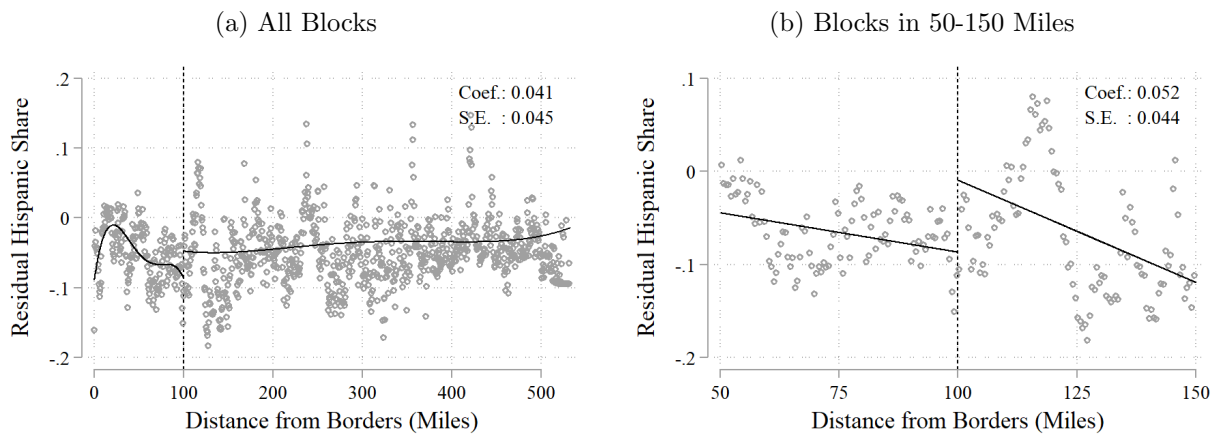 (a) All Blocks
Residual Hispanic Share
.2
.1
0
-.1
-.2
Coef.: 0.041
S.E. : 0.045
0 100 200 300 400 500
Distance from Borders (Miles)
(b) Blocks in 50-150 Miles
Residual Hispanic Share
.1
0
-.1
-.2
Coef.: 0.052
S.E. : 0.044
50 75 100 125 150
Distance from Borders (Miles)